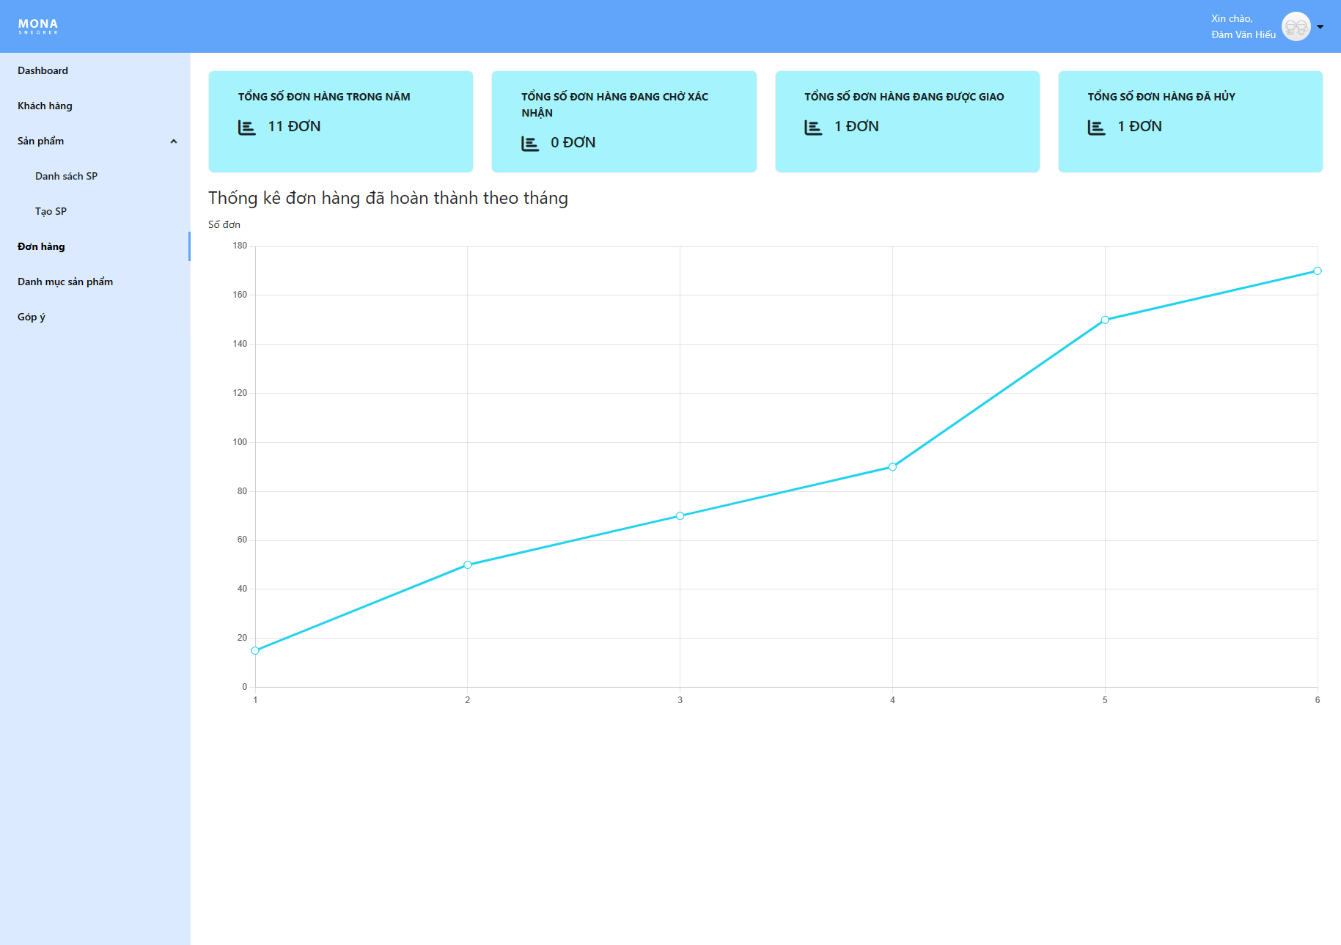 MONA
Xin chào,
Đàm Văn Hiếu
Dashboard
Khách hàng
Sản phẩm
Danh sách SP
Tạo SP
Đơn hàng
Danh mục sản phẩm
Góp ý
TỔNG SỐ ĐƠN HÀNG TRONG NĂM
11 ĐƠN
TỔNG SỐ ĐƠN HÀNG ĐANG CHỜ XÁC
NHẬN
0 ĐƠN
TỔNG SỐ ĐƠN HÀNG ĐANG ĐƯỢC GIAO
1 ĐƠN
TỔNG SỐ ĐƠN HÀNG ĐÃ HỦY
1 ĐƠN
Thống kê đơn hàng đã hoàn thành theo tháng
Số đơn
180
160
140
120
100
80
60
40
20
0
1 2 3 4 5 6